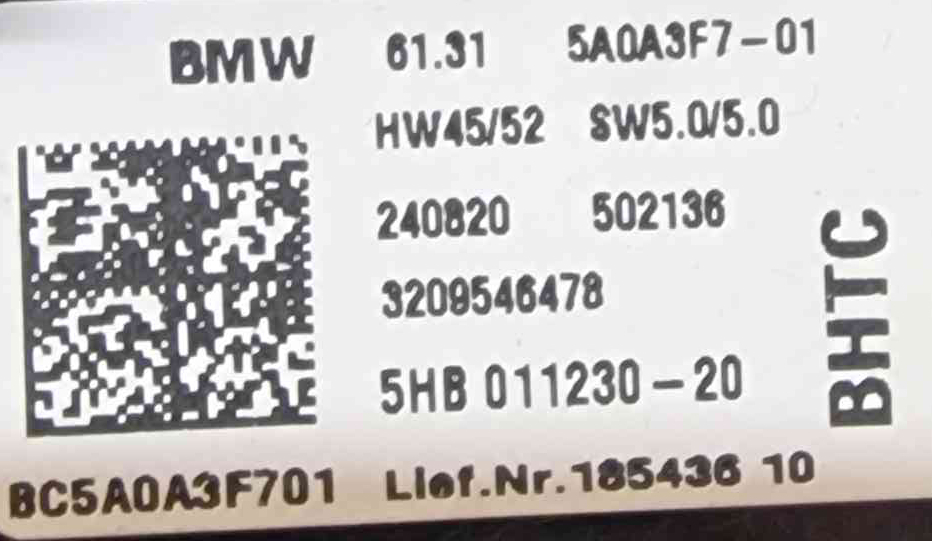 BMW 61.31 5A0A3F7-01
HW45/52 SW5.0/5.0
240820 502136
3209546478
5HB 011230-20
BHTC
BC5A0A3F701 Lief.Nr.185436 10